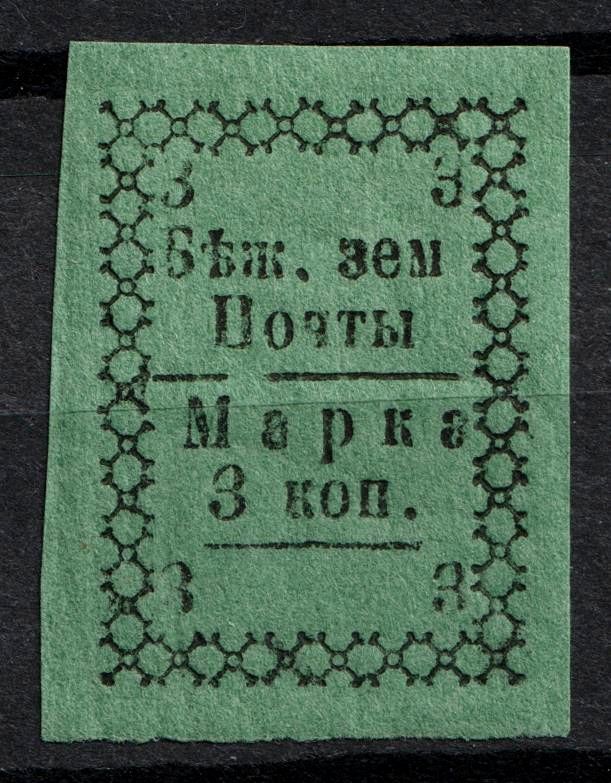 3 3
Бѣж. зем
Почты
Марка
3 коп.
3 3